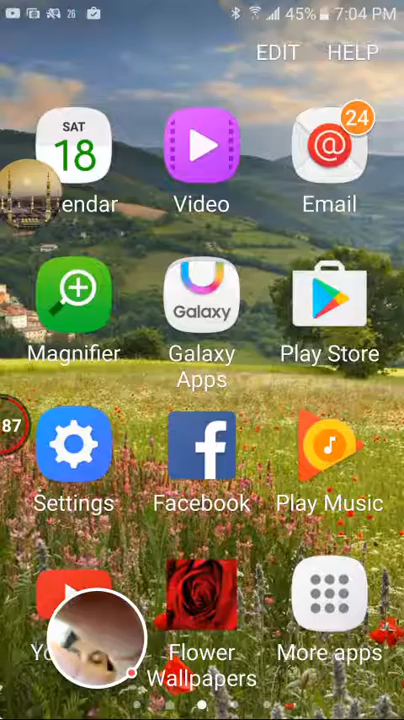 26 45% 7:04 PM
EDIT HELP
SAT
18
24
@
endar Video Email
Galaxy
Magnifier Galaxy Play Store
Apps
87
f
Settings Facebook Play Music
Flower More apps
Wallpapers